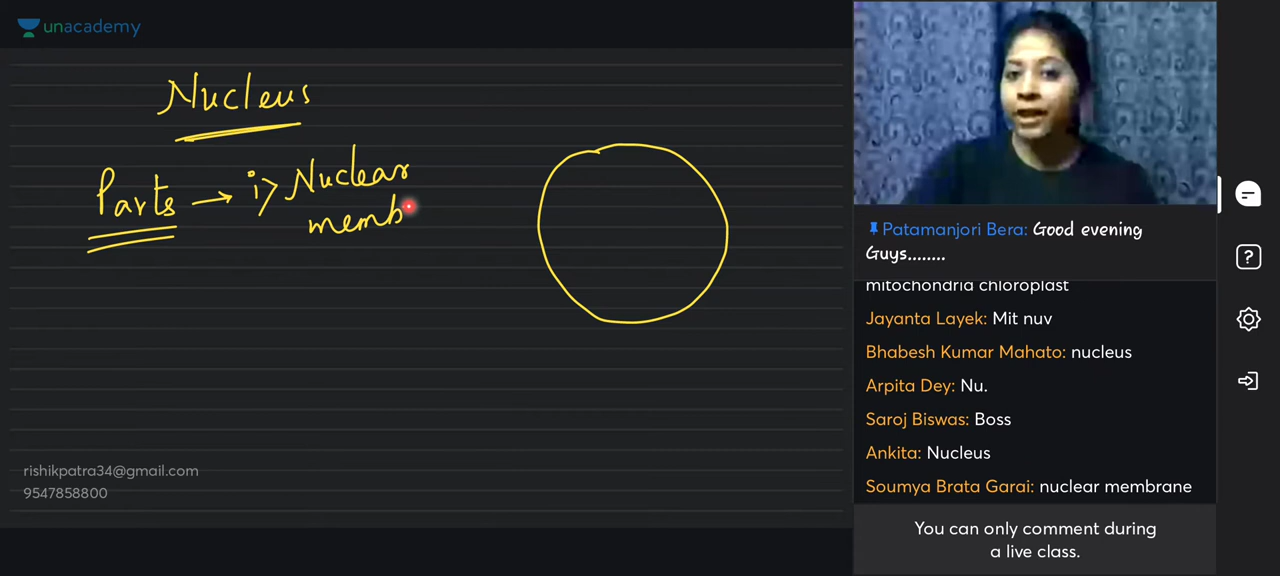 unacademy
Nucleus
Parts → i> Nuclear
memb
rishikpatra34@gmail.com
9547858800
Patamanjori Bera: Good evening
Guys........
mitochondria chloroplast
Jayanta Layek: Mit nuv
Bhabesh Kumar Mahato: nucleus
Arpita Dey: Nu.
Saroj Biswas: Boss
Ankita: Nucleus
Soumya Brata Garai: nuclear membrane
You can only comment during
a live class.